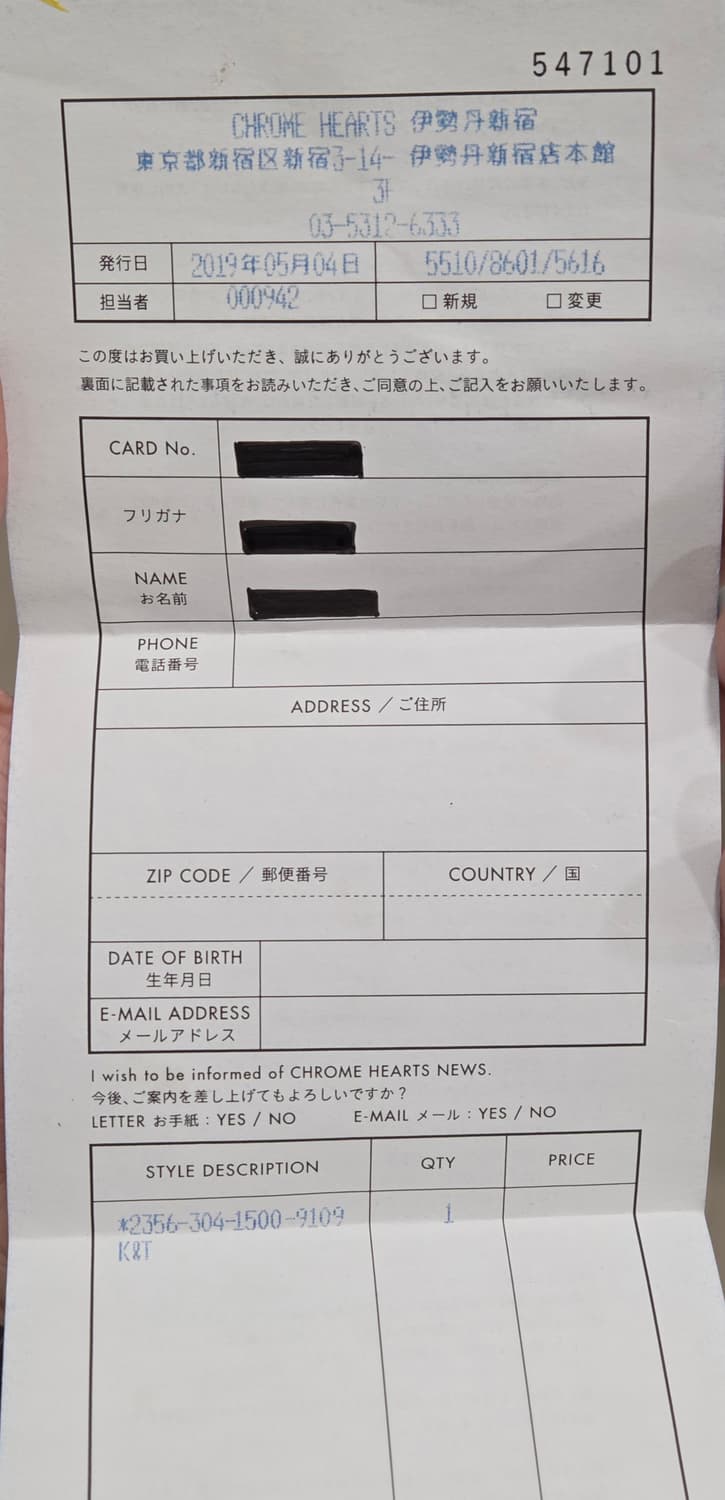 547101
CHROME HEARTS 伊勢丹新宿
東京都新宿区新宿3-14- 伊勢丹新宿店本館
3F
03-5312-6333
発行日 2019年05月04日 5510/8601/5616
担当者 000942 □ 新規 □ 変更
この度はお買い上げいただき、誠にありがとうございます。
裏面に記載された事項をお読みいただき、ご同意の上、ご記入をお願いいたします。
CARD No.
フリガナ
NAME
お名前
PHONE
電話番号
ADDRESS / ご住所
ZIP CODE / 郵便番号 COUNTRY / 国
DATE OF BIRTH
生年月日
E-MAIL ADDRESS
メールアドレス
I wish to be informed of CHROME HEARTS NEWS.
今後、ご案内を差し上げてもよろしいですか？
LETTER お手紙 : YES / NO E-MAIL メール : YES / NO
STYLE DESCRIPTION QTY PRICE
*2356-304-1500-9109 1
K&T